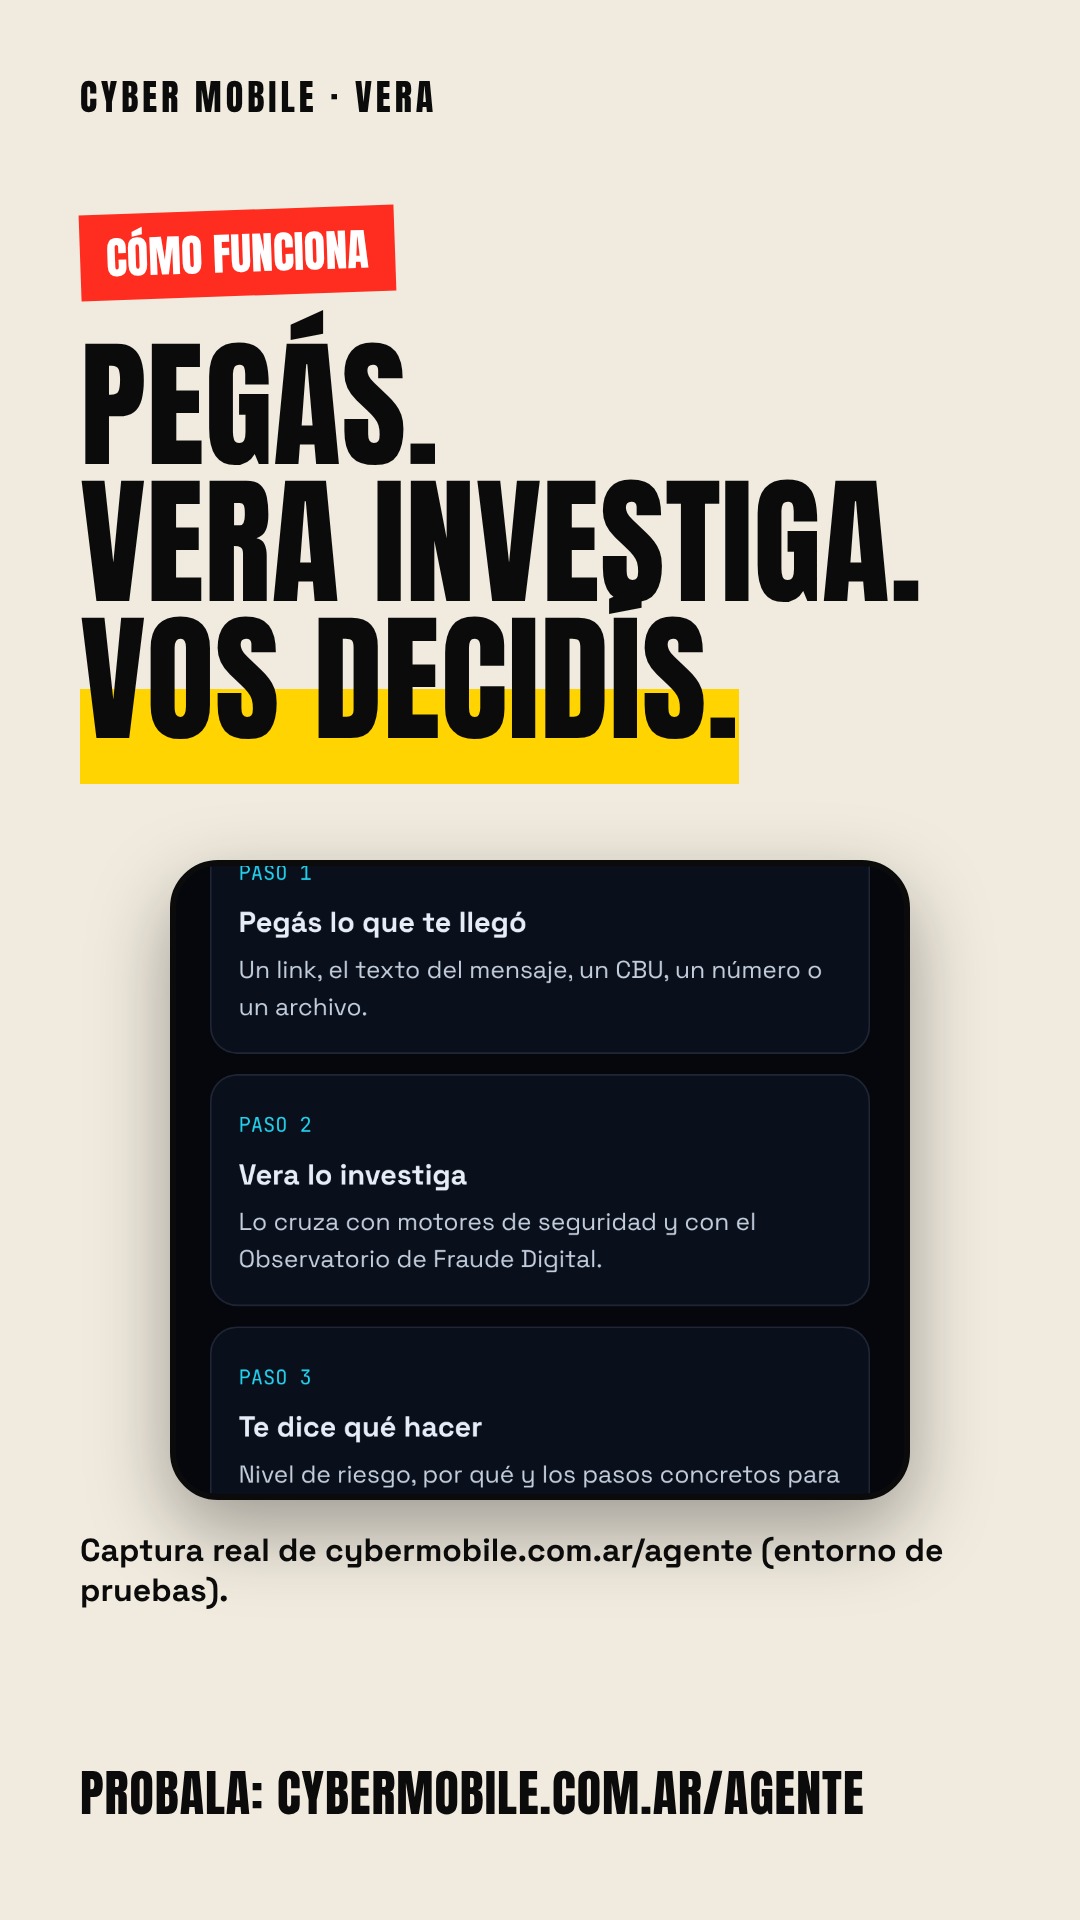 CYBER MOBILE · VERA
CÓMO FUNCIONA
PEGÁS.
VERA INVESTIGA.
VOS DECIDÍS.
PASO 1
Pegás lo que te llegó
Un link, el texto del mensaje, un CBU, un número o
un archivo.
PASO 2
Vera lo investiga
Lo cruza con motores de seguridad y con el
Observatorio de Fraude Digital.
PASO 3
Te dice qué hacer
Nivel de riesgo, por qué y los pasos concretos para
Captura real de cybermobile.com.ar/agente (entorno de
pruebas).
PROBALA: CYBERMOBILE.COM.AR/AGENTE